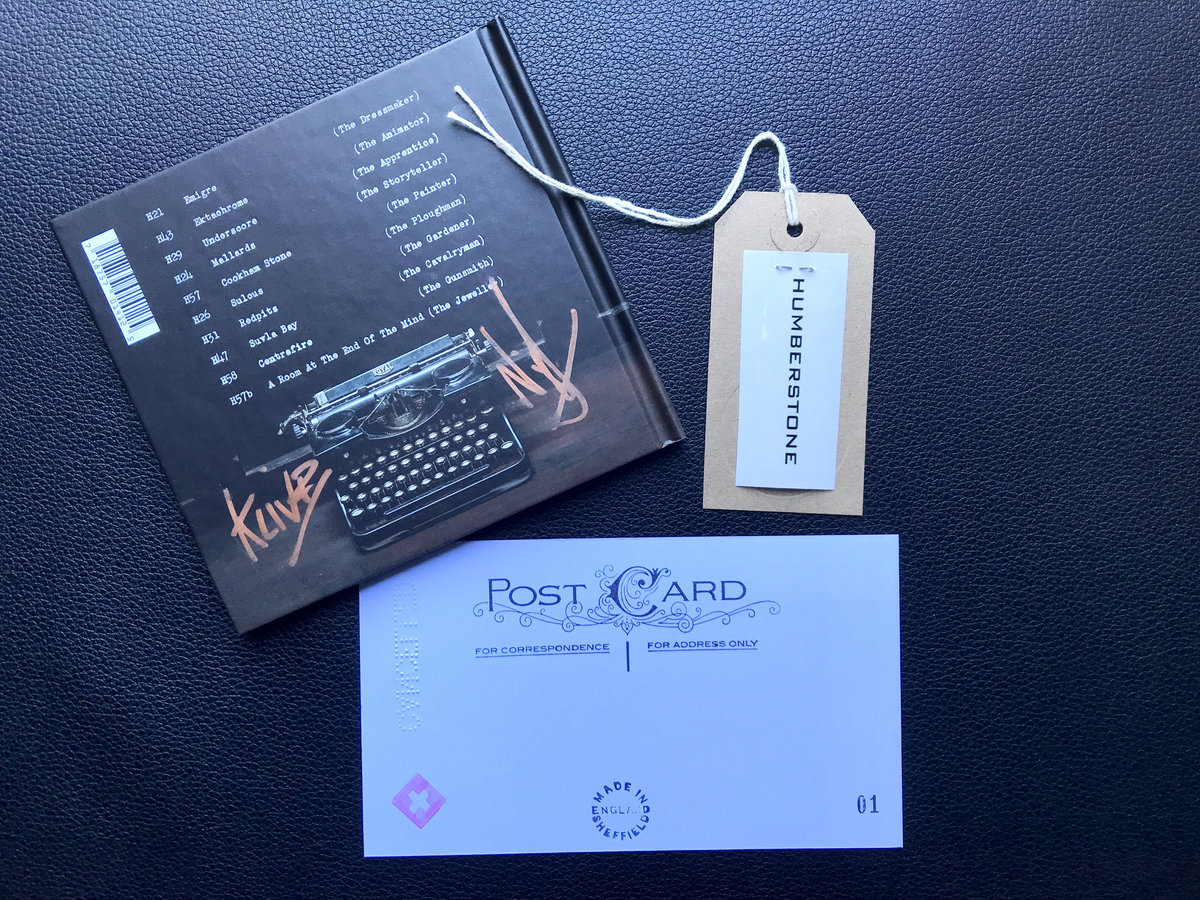 H21 Emigre (The Dressmaker)
H43 Ektachrome (The Animator)
H29 Underscore (The Apprentice)
H24 Mallards (The Storyteller)
H57 Cookham Stone (The Painter)
H26 Sulous (The Ploughman)
H31 Redpits (The Gardener)
H47 Suvla Bay (The Cavalryman)
H58 Centrefire (The Gunsmith)
H57b A Room At The End Of The Mind (The Jeweller)
KLIVE
HUMBERSTONE
POST CARD
FOR CORRESPONDENCE
FOR ADDRESS ONLY
MADE IN
SHEFFIELD
01